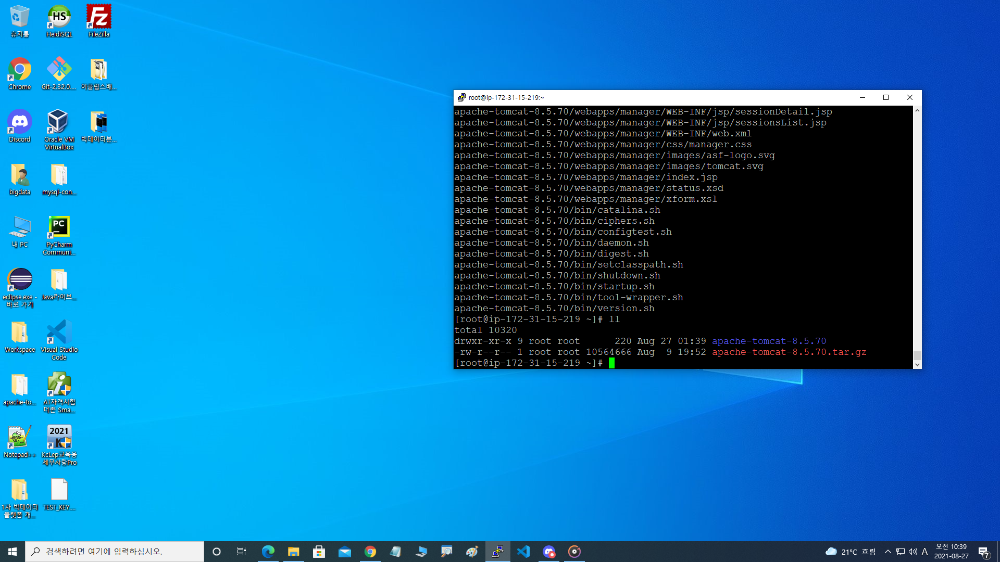 휴지통
HeidiSQL
FileZilla
Chrome
Git-2.32.0....
이클립스배...
Discord
Oracle VM
VirtualBox
빅데이터분...
bigdata
mysql-con...
내 PC
PyCharm
Communi...
eclipse.exe -
바로 가기
Java라이브...
Workspace
Visual Studio
Code
apache-to...
AT자격시험
더존 Sma...
Notepad++
2021
KcLep교육용
세무사랑Pro
1차 빅데이터
플랫폼 개...
TEST_KEY....
root@ip-172-31-15-219:~
apache-tomcat-8.5.70/webapps/manager/WEB-INF/jsp/sessionDetail.jsp
apache-tomcat-8.5.70/webapps/manager/WEB-INF/jsp/sessionsList.jsp
apache-tomcat-8.5.70/webapps/manager/WEB-INF/web.xml
apache-tomcat-8.5.70/webapps/manager/css/manager.css
apache-tomcat-8.5.70/webapps/manager/images/asf-logo.svg
apache-tomcat-8.5.70/webapps/manager/images/tomcat.svg
apache-tomcat-8.5.70/webapps/manager/index.jsp
apache-tomcat-8.5.70/webapps/manager/status.xsd
apache-tomcat-8.5.70/webapps/manager/xform.xsl
apache-tomcat-8.5.70/bin/catalina.sh
apache-tomcat-8.5.70/bin/ciphers.sh
apache-tomcat-8.5.70/bin/configtest.sh
apache-tomcat-8.5.70/bin/daemon.sh
apache-tomcat-8.5.70/bin/digest.sh
apache-tomcat-8.5.70/bin/setclasspath.sh
apache-tomcat-8.5.70/bin/shutdown.sh
apache-tomcat-8.5.70/bin/startup.sh
apache-tomcat-8.5.70/bin/tool-wrapper.sh
apache-tomcat-8.5.70/bin/version.sh
[root@ip-172-31-15-219 ~]# ll
total 10320
drwxr-xr-x 9 root root      220 Aug 27 01:39 apache-tomcat-8.5.70
-rw-r--r-- 1 root root 10564666 Aug  9 19:52 apache-tomcat-8.5.70.tar.gz
[root@ip-172-31-15-219 ~]#
검색하려면 여기에 입력하십시오.
21°C 흐림
A
오전 10:39
2021-08-27
7